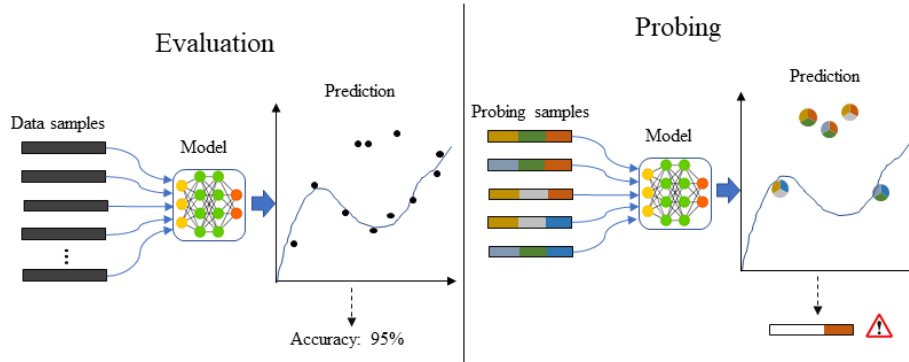 Evaluation
Data samples
Model
Prediction
...
Accuracy: 95%
Probing
Probing samples
Model
Prediction
!